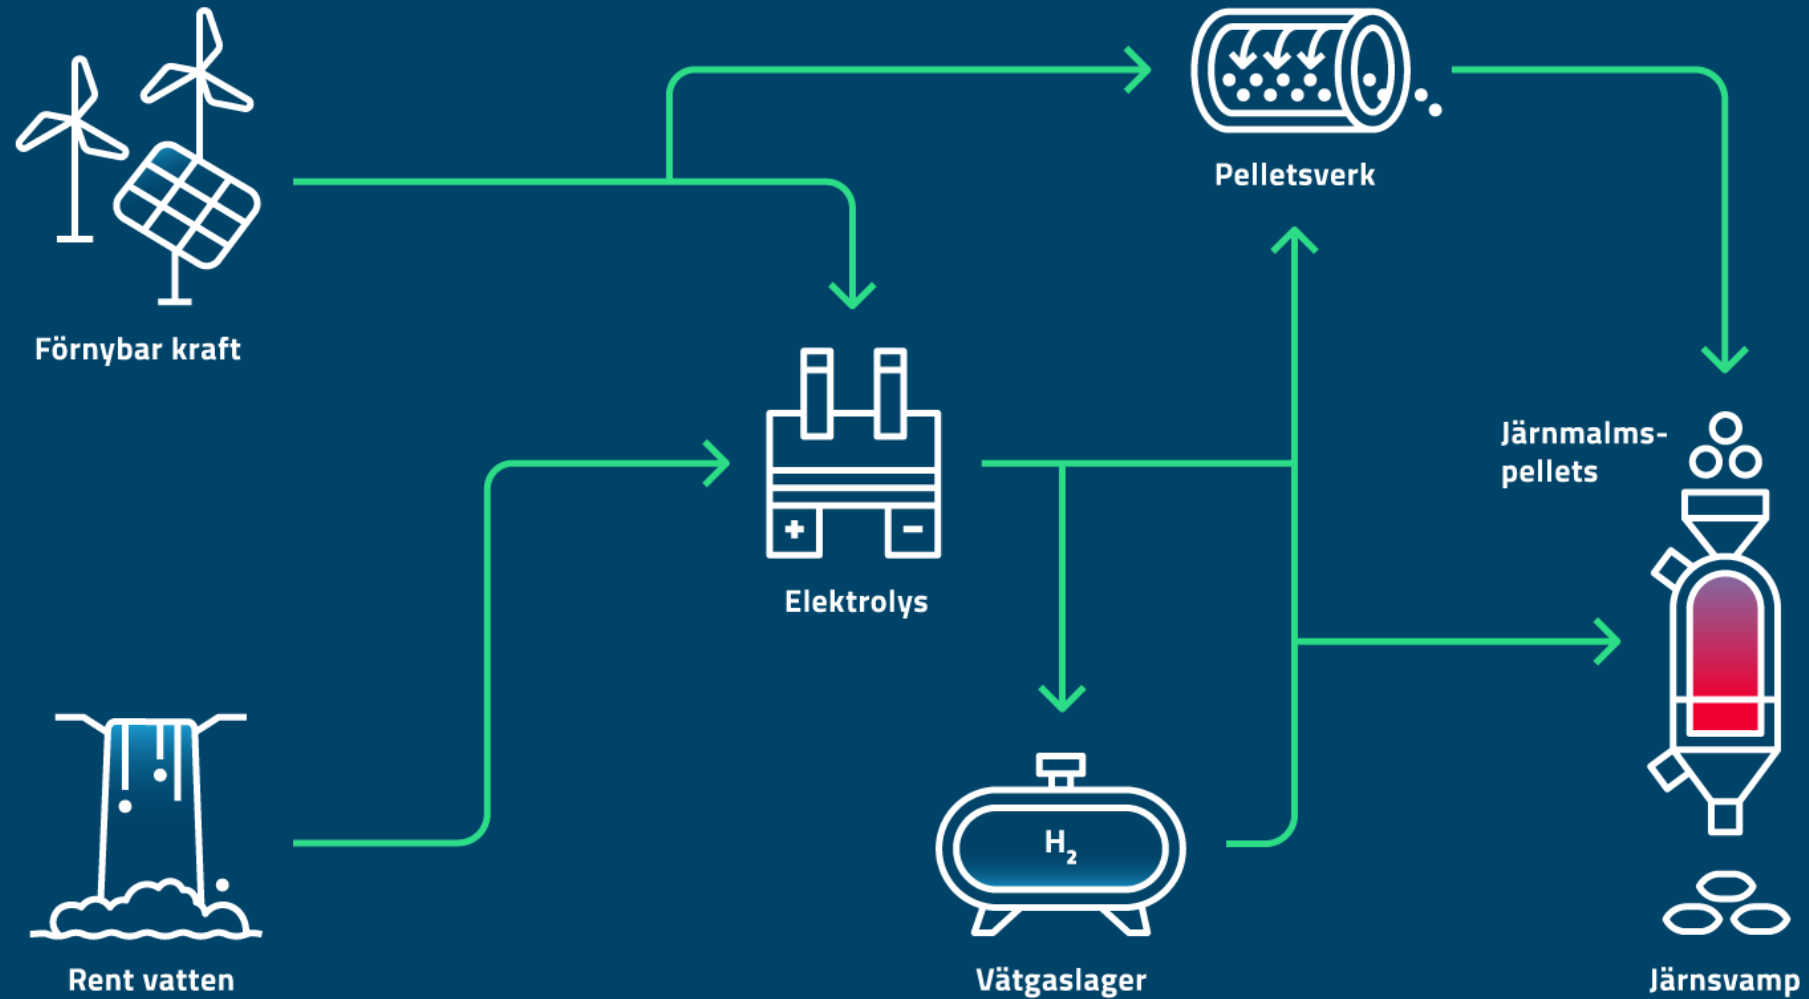 Pelletsverk
Förnybar kraft
Järnmalms-
pellets
+ -
Elektrolys
H₂
Rent vatten
Vätgaslager
Järnsvamp